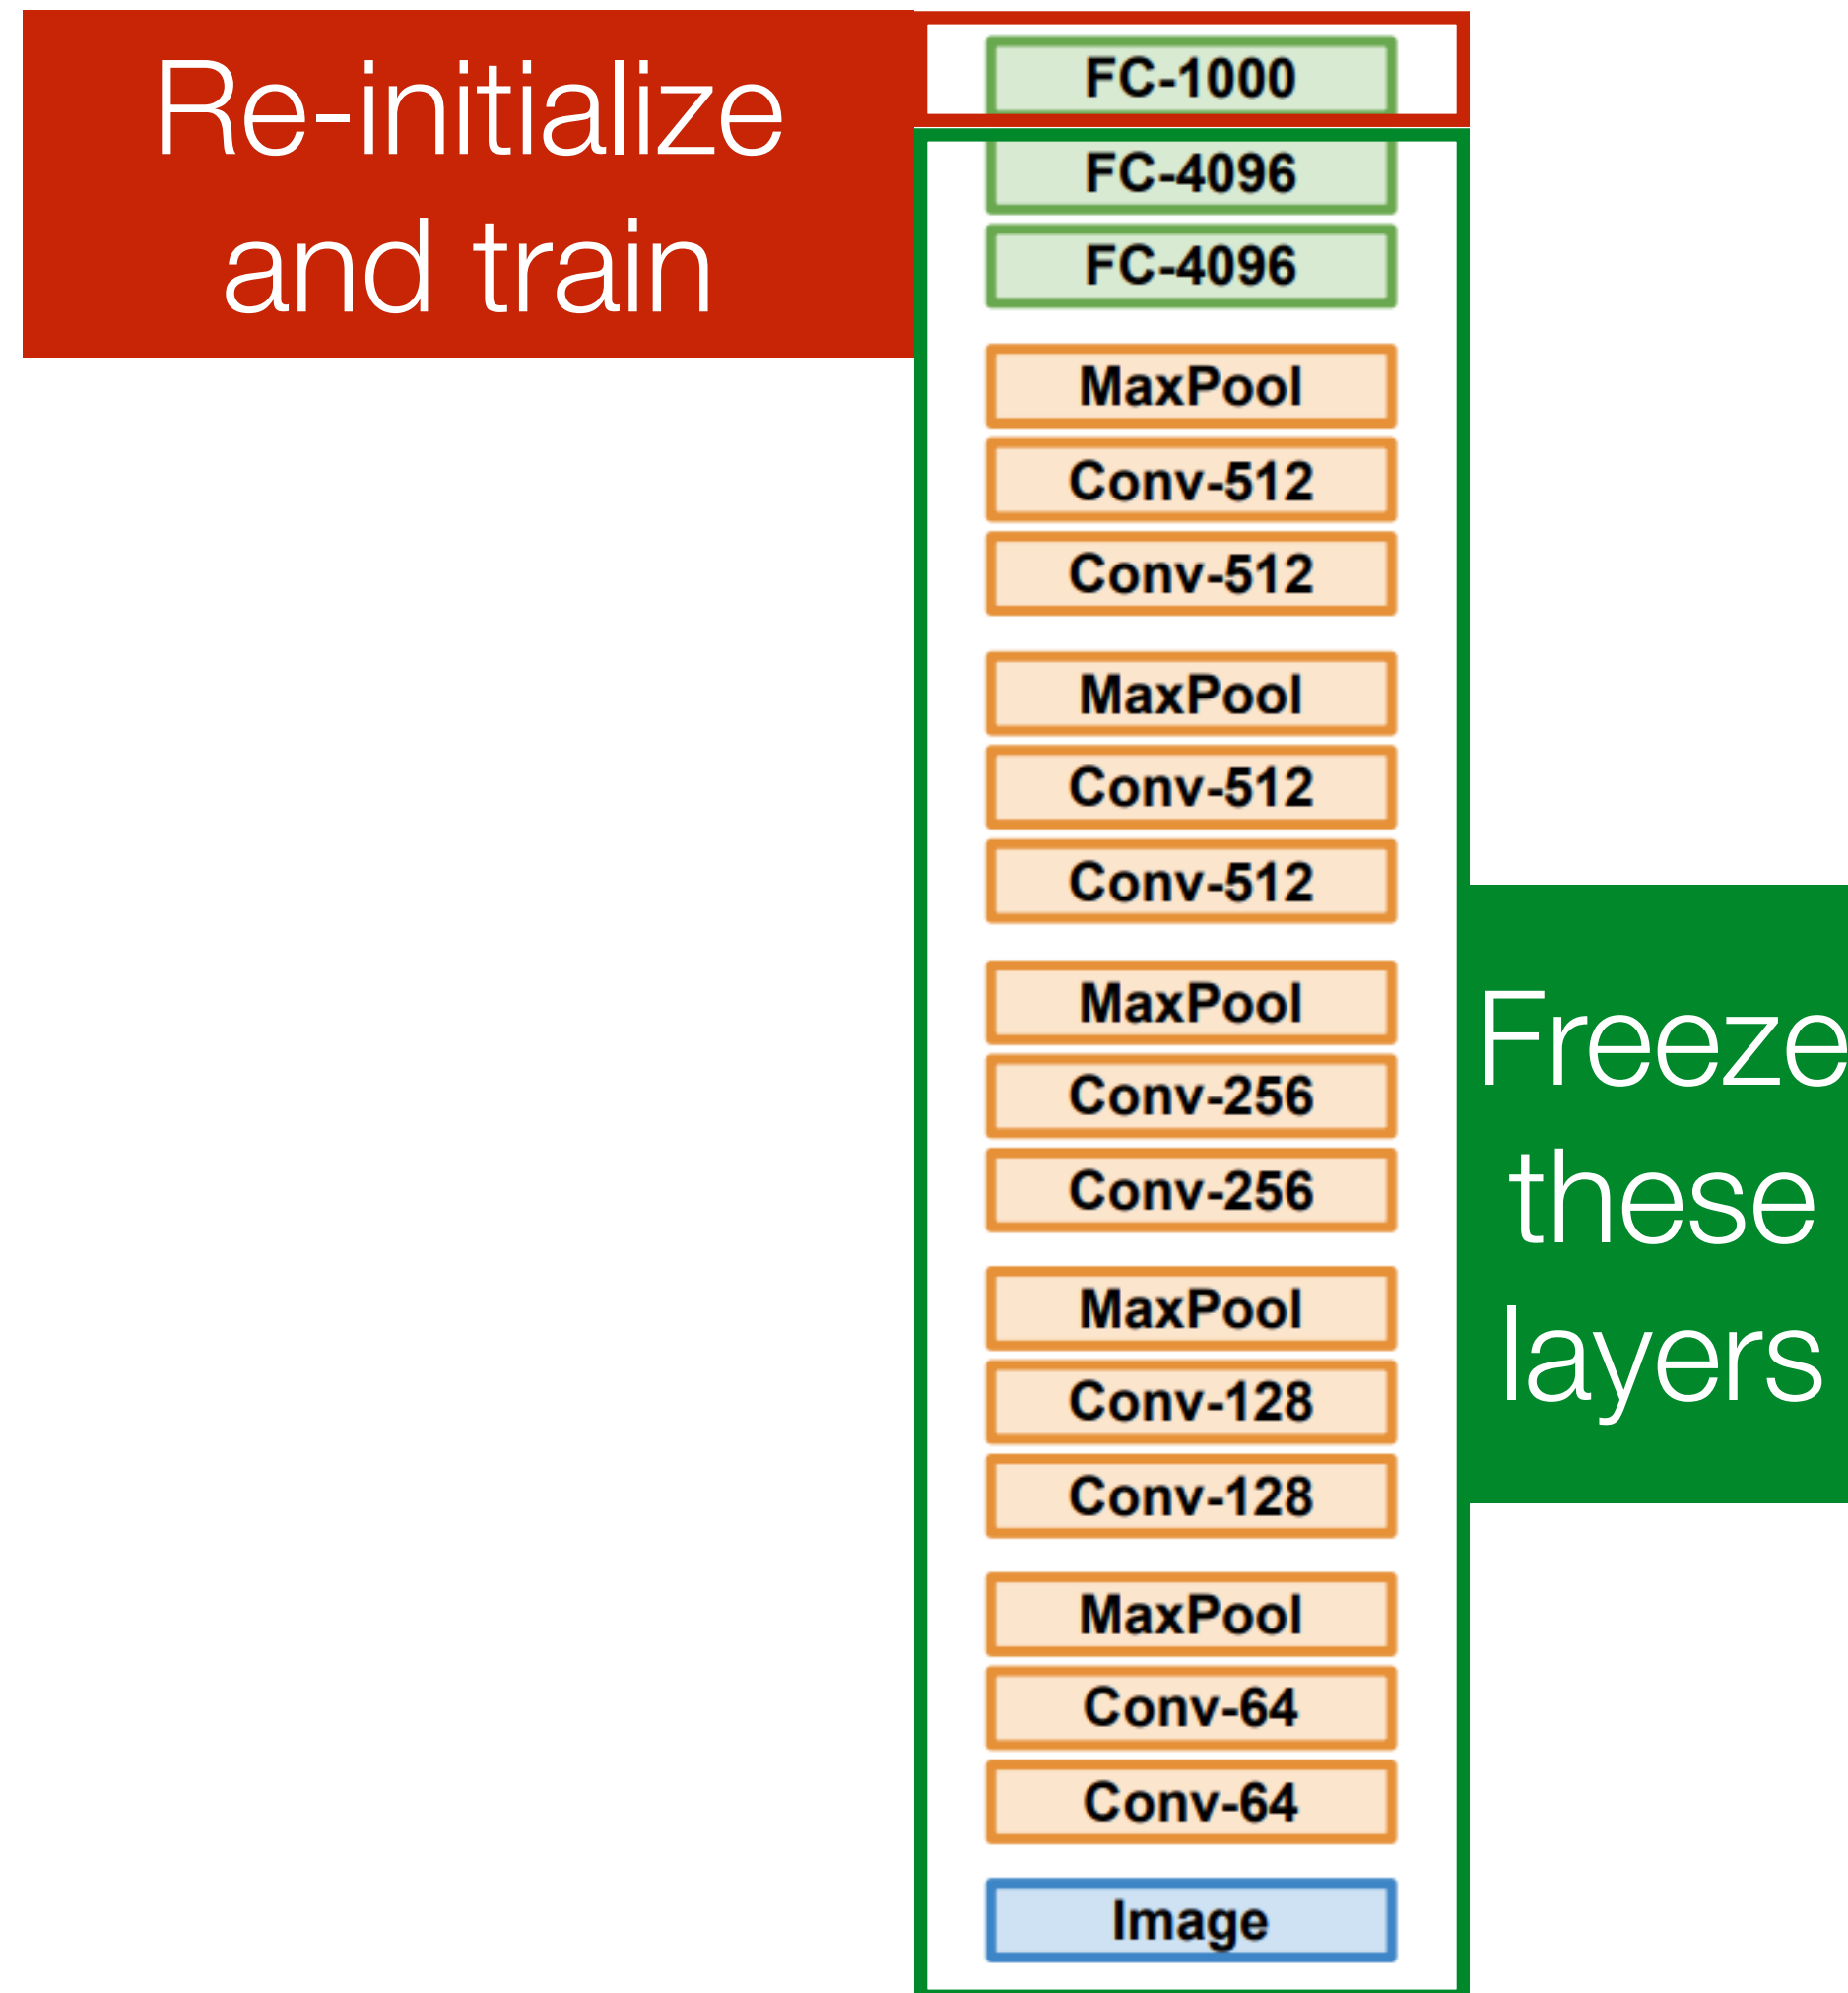 Re-initialize
and train
FC-1000
FC-4096
FC-4096
MaxPool
Conv-512
Conv-512
MaxPool
Conv-512
Conv-512
MaxPool
Conv-256
Conv-256
MaxPool
Conv-128
Conv-128
MaxPool
Conv-64
Conv-64
Image
Freeze
these
layers